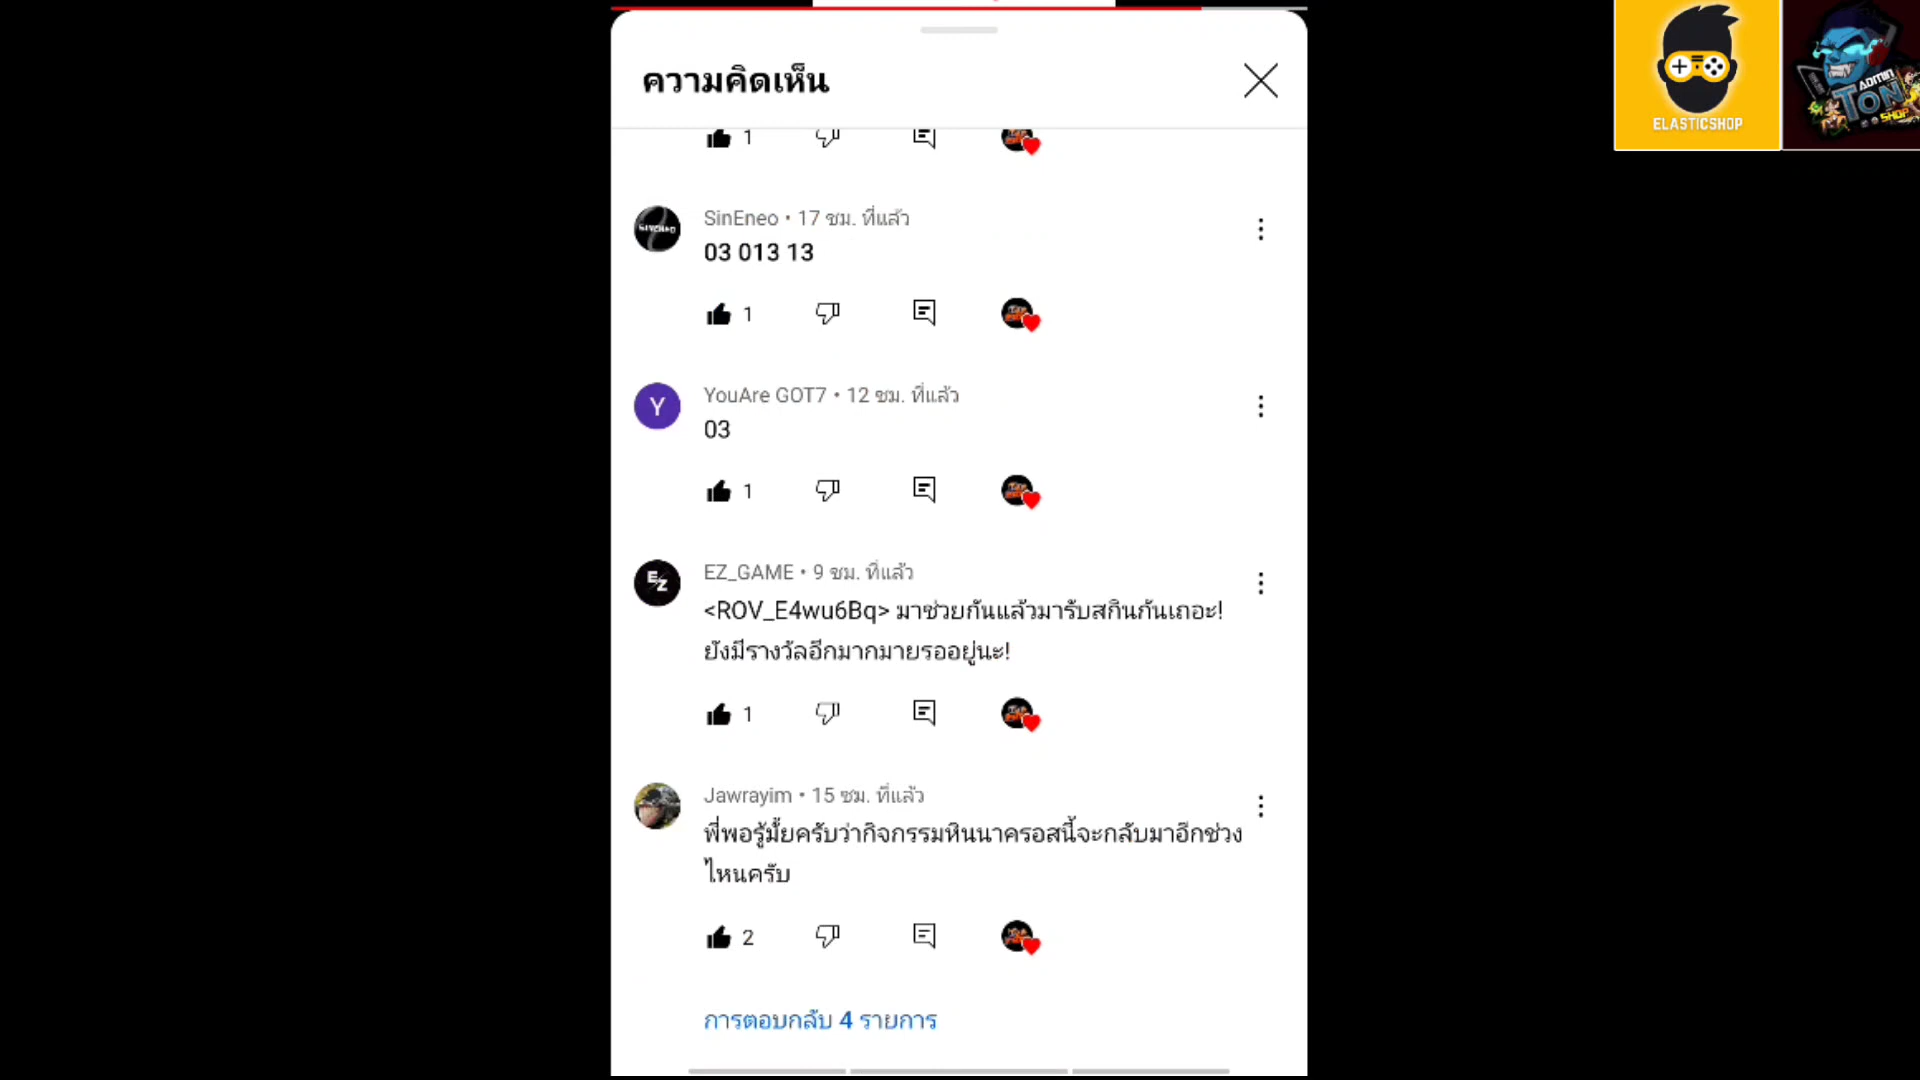 ความคิดเห็น
1
SinEneo • 17 ชม. ที่แล้ว
03 013 13
1
Y
YouAre GOT7 • 12 ชม. ที่แล้ว
03
1
EZ
EZ_GAME • 9 ชม. ที่แล้ว
<ROV_E4wu6Bq> มาช่วยกันแล้วมารับสกินกันเถอะ!
ยังมีรางวัลอีกมากมายรออยู่นะ!
1
Jawrayim • 15 ชม. ที่แล้ว
พี่พอรู้มั้ยครับว่ากิจกรรมหินนาครอสนี้จะกลับมาอีกช่วง
ไหนครับ
2
การตอบกลับ 4 รายการ
ELASTICSHOP
ADMIN
TON
SHOP